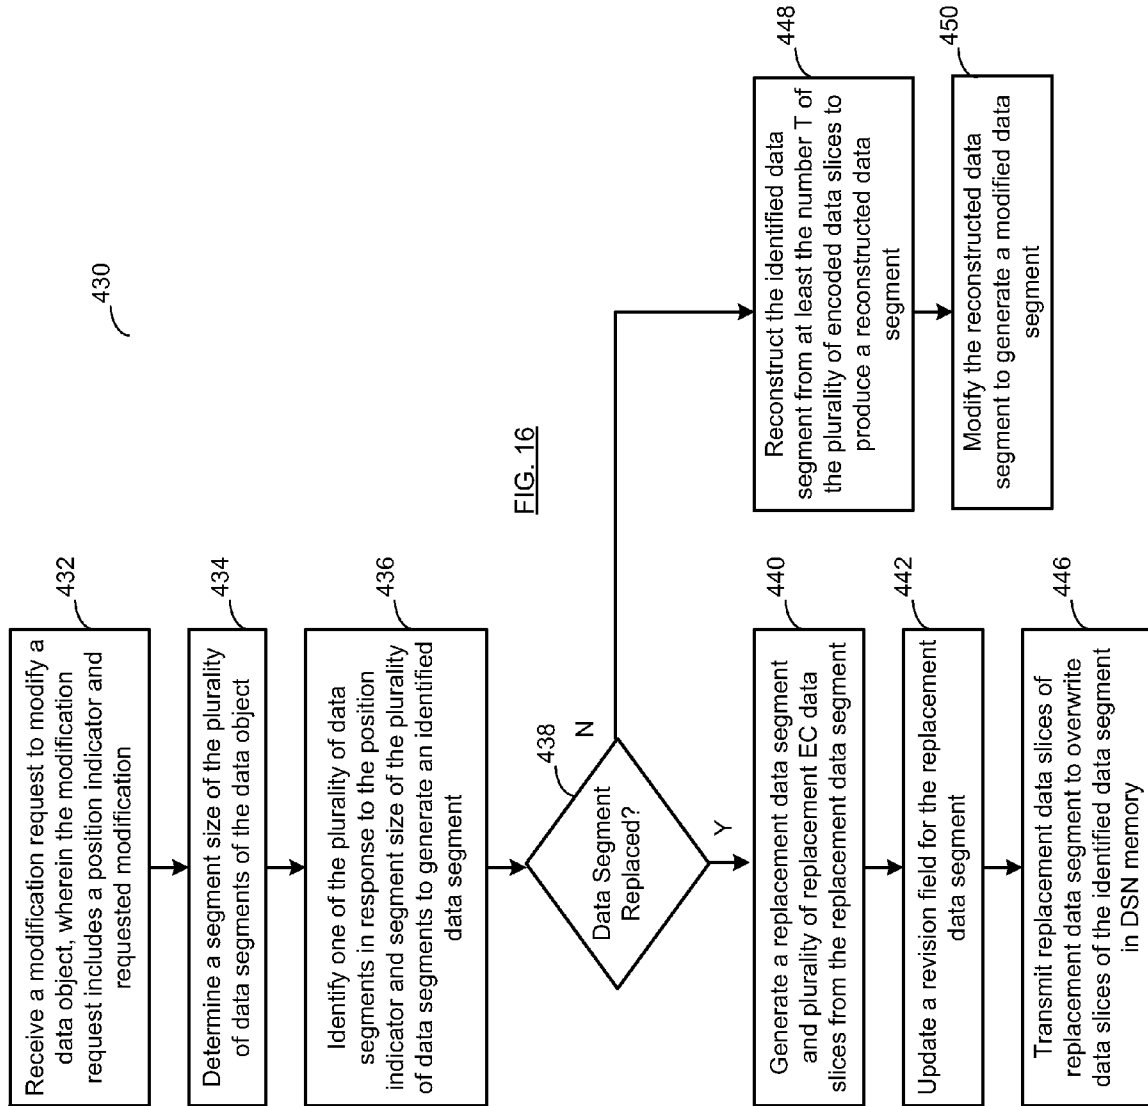 430
432
Receive a modification request to modify a
data object, wherein the modification
request includes a position indicator and
requested modification
434
Determine a segment size of the plurality
of data segments of the data object
436
Identify one of the plurality of data
segments in response to the position
indicator and segment size of the plurality
of data segments to generate an identified
data segment
438
Data Segment
Replaced?
N
Y
440
Generate a replacement data segment
and plurality of replacement EC data
slices from the replacement data segment
442
Update a revision field for the replacement
data segment
446
Transmit replacement data slices of
replacement data segment to overwrite
data slices of the identified data segment
in DSN memory
448
Reconstruct the identified data
segment from at least the number T of
the plurality of encoded data slices to
produce a reconstructed data
segment
450
Modify the reconstructed data
segment to generate a modified data
segment
FIG. 16